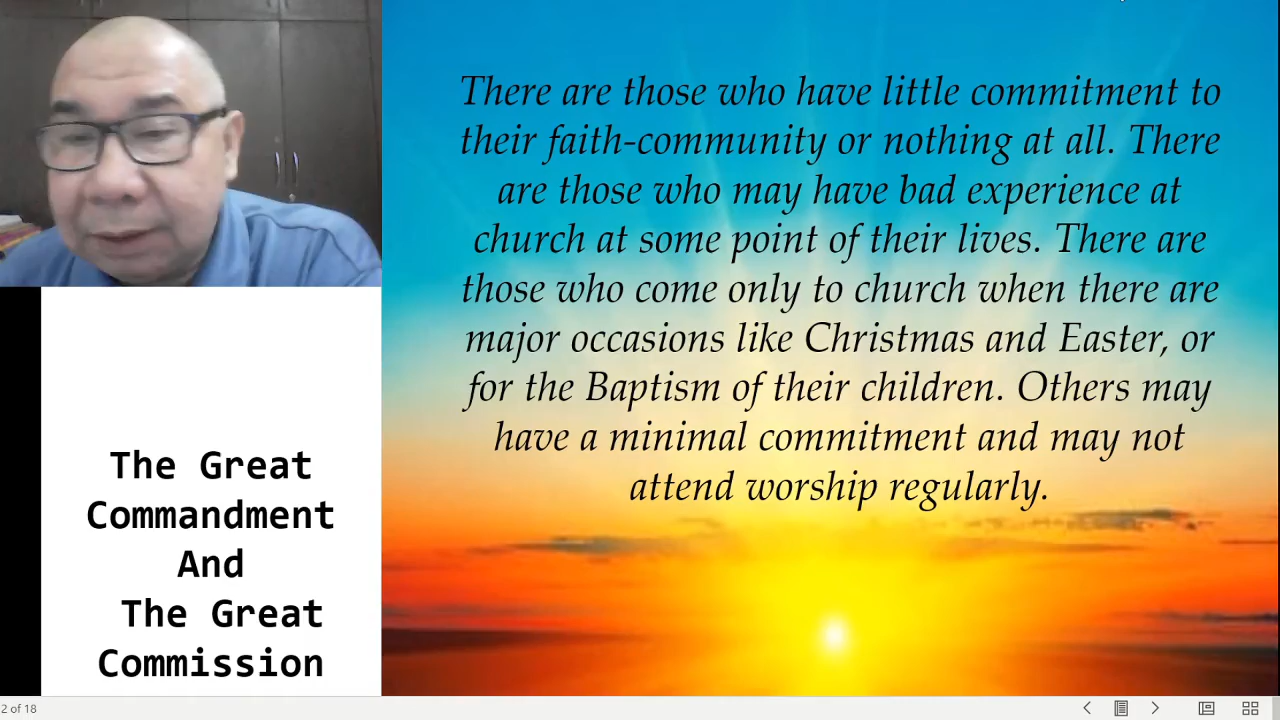 There are those who have little commitment to
their faith-community or nothing at all. There
are those who may have bad experience at
church at some point of their lives. There are
those who come only to church when there are
major occasions like Christmas and Easter, or
for the Baptism of their children. Others may
have a minimal commitment and may not
attend worship regularly.
The Great
Commandment
And
The Great
Commission
2 of 18